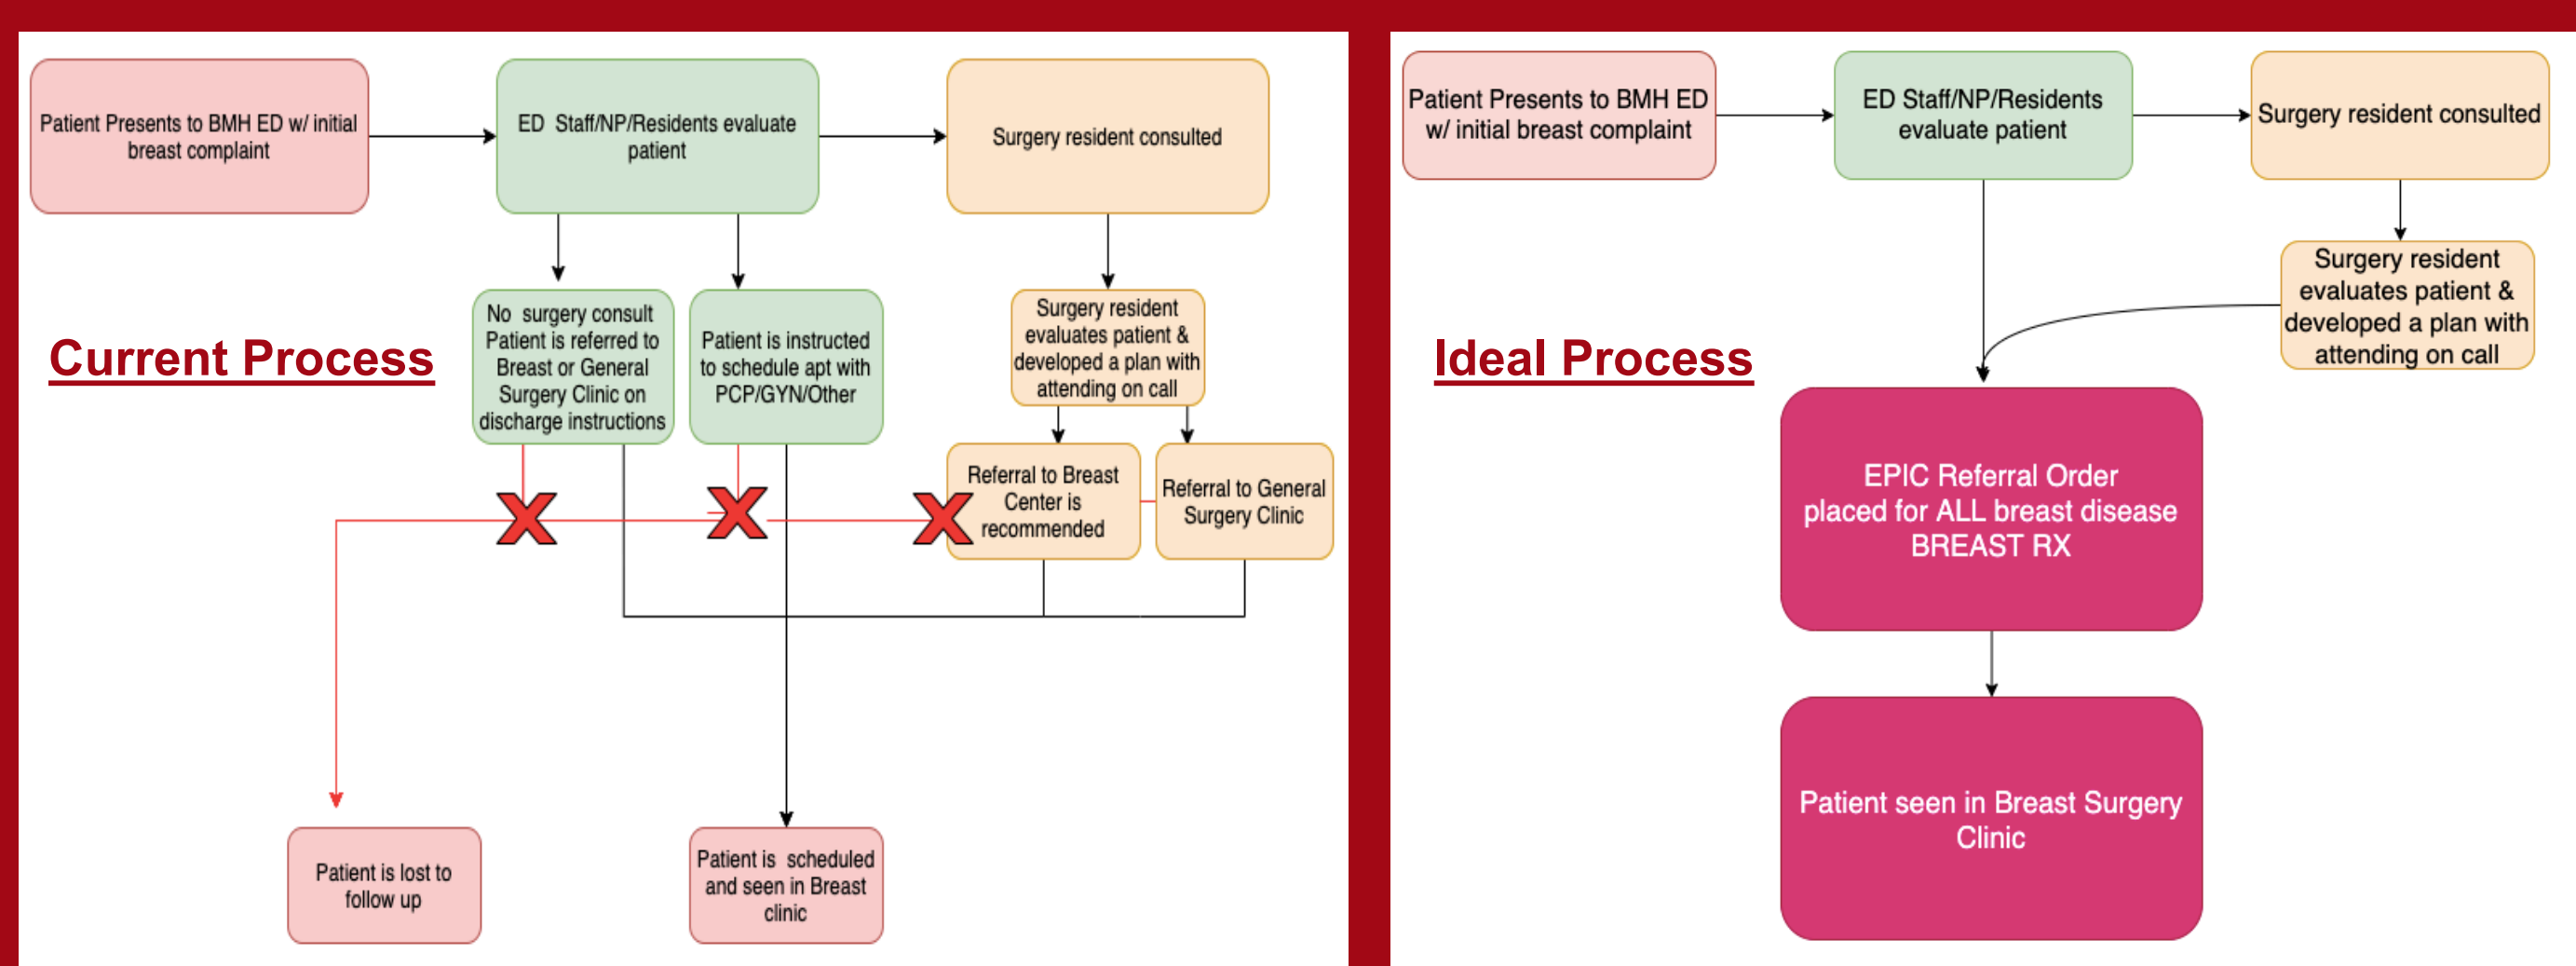 Patient Presents to BMH ED w/ initial
breast complaint
ED Staff/NP/Residents evaluate
patient
Surgery resident consulted
No surgery consult
Patient is referred to
Breast or General
Surgery Clinic on
discharge instructions
Patient is instructed
to schedule apt with
PCP/GYN/Other
Surgery resident
evaluates patient &
developed a plan with
attending on call
Current Process
Referral to Breast
Center is
recommended
Referral to General
Surgery Clinic
Patient is lost to
follow up
Patient is scheduled
and seen in Breast
clinic
Patient Presents to BMH ED
w/ initial breast complaint
ED Staff/NP/Residents
evaluate patient
Surgery resident consulted
Surgery resident
evaluates patient &
developed a plan with
attending on call
Ideal Process
EPIC Referral Order
placed for ALL breast disease
BREAST RX
Patient seen in Breast Surgery
Clinic